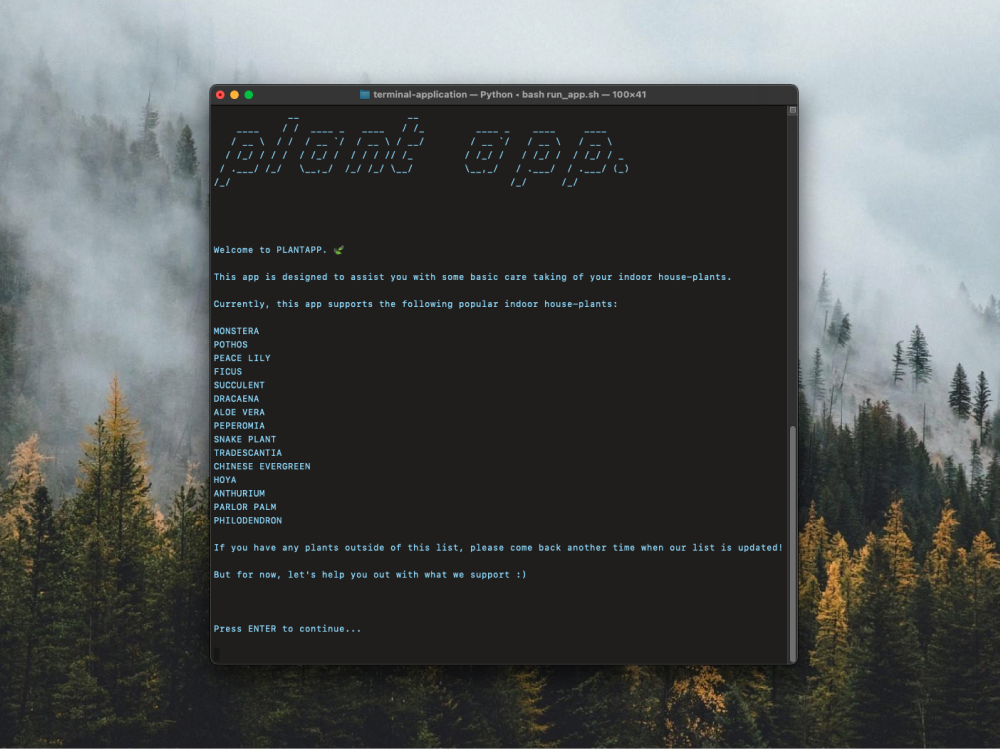 terminal-application — Python • bash run_app.sh — 100×41
plant app.
Welcome to PLANTAPP. 🌿
This app is designed to assist you with some basic care taking of your indoor house-plants.
Currently, this app supports the following popular indoor house-plants:
MONSTERA
POTHOS
PEACE LILY
FICUS
SUCCULENT
DRACAENA
ALOE VERA
PEPEROMIA
SNAKE PLANT
TRADESCANTIA
CHINESE EVERGREEN
HOYA
ANTHURIUM
PARLOR PALM
PHILODENDRON
If you have any plants outside of this list, please come back another time when our list is updated!
But for now, let's help you out with what we support :)
Press ENTER to continue...